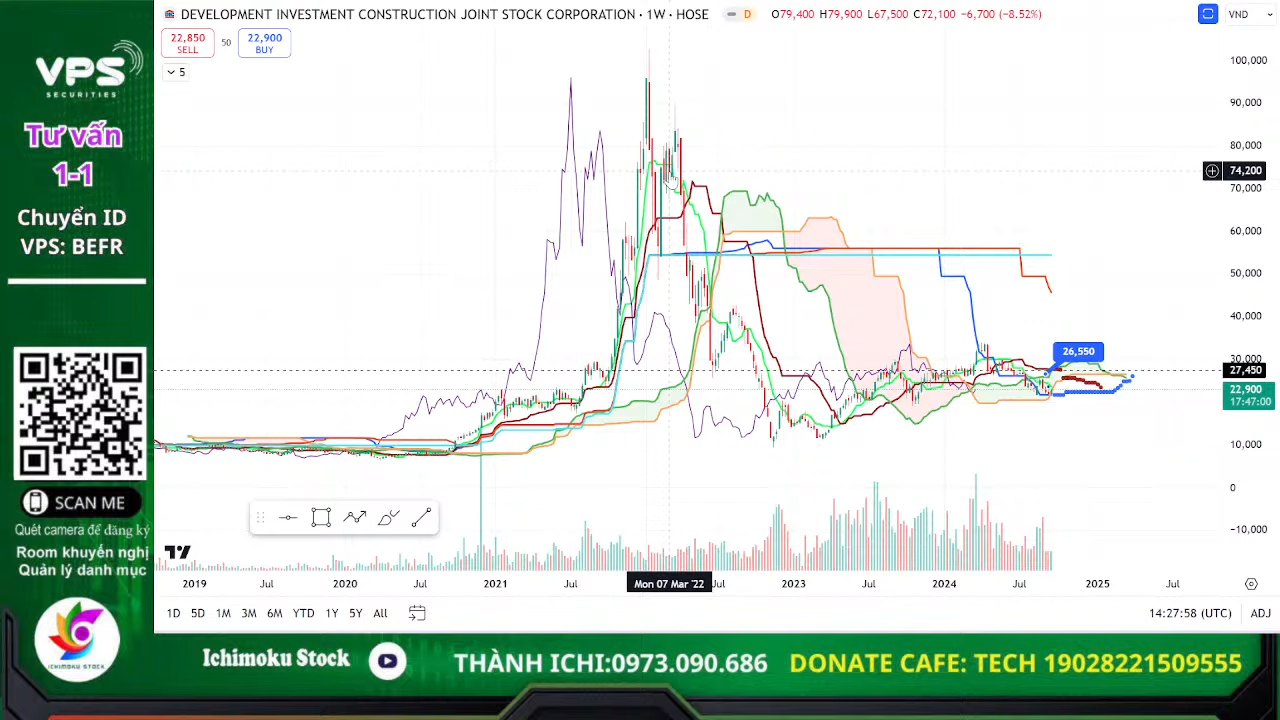 VPS
SECURITIES
Tư vấn
1-1
Chuyển ID
VPS: BEFR
SCAN ME
Quét camera để đăng ký
Room khuyến nghị
Quản lý danh mục
ICHIMOKU STOCK
DEVELOPMENT INVESTMENT CONSTRUCTION JOINT STOCK CORPORATION · 1W · HOSE
D
O79,400 H79,900 L67,500 C72,100 −6,700 (−8.52%)
VND
22,850
SELL
50
22,900
BUY
5
100,000
90,000
80,000
74,200
70,000
60,000
50,000
40,000
30,000
26,550
27,450
22,900
17:47:00
10,000
0
−10,000
2019 Jul 2020 Jul 2021 Jul Mon 07 Mar '22 Jul 2023 Jul 2024 Jul 2025 Jul
1D 5D 1M 3M 6M YTD 1Y 5Y All
14:27:58 (UTC) ADJ
Ichimoku Stock
THÀNH ICHI:0973.090.686
DONATE CAFE: TECH 19028221509555